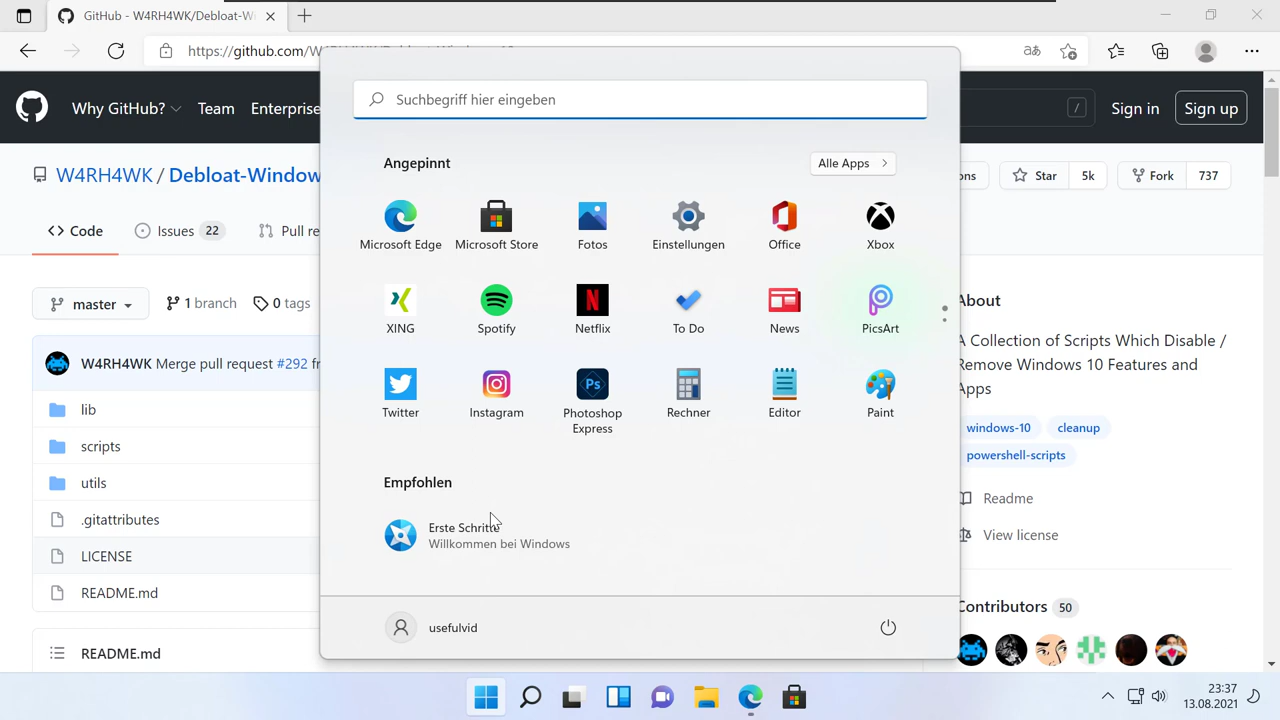 GitHub - W4RH4WK/Debloat-Wi
https://github.com/W
Why GitHub?
Team
Enterprise
/
Sign in
Sign up
W4RH4WK / Debloat-Window
ons
Star
5k
Fork
737
Code
Issues
22
Pull re
master
1 branch
0 tags
W4RH4WK Merge pull request #292 fr
lib
scripts
utils
.gitattributes
LICENSE
README.md
README.md
Suchbegriff hier eingeben
Angepinnt
Alle Apps
Microsoft Edge
Microsoft Store
Fotos
Einstellungen
Office
Xbox
XING
Spotify
Netflix
To Do
News
PicsArt
Twitter
Instagram
Ps
Photoshop
Express
Rechner
Editor
Paint
Empfohlen
Erste Schritte
Willkommen bei Windows
usefulvid
About
A Collection of Scripts Which Disable /
Remove Windows 10 Features and
Apps
windows-10
cleanup
powershell-scripts
Readme
View license
Contributors 50
23:37
13.08.2021